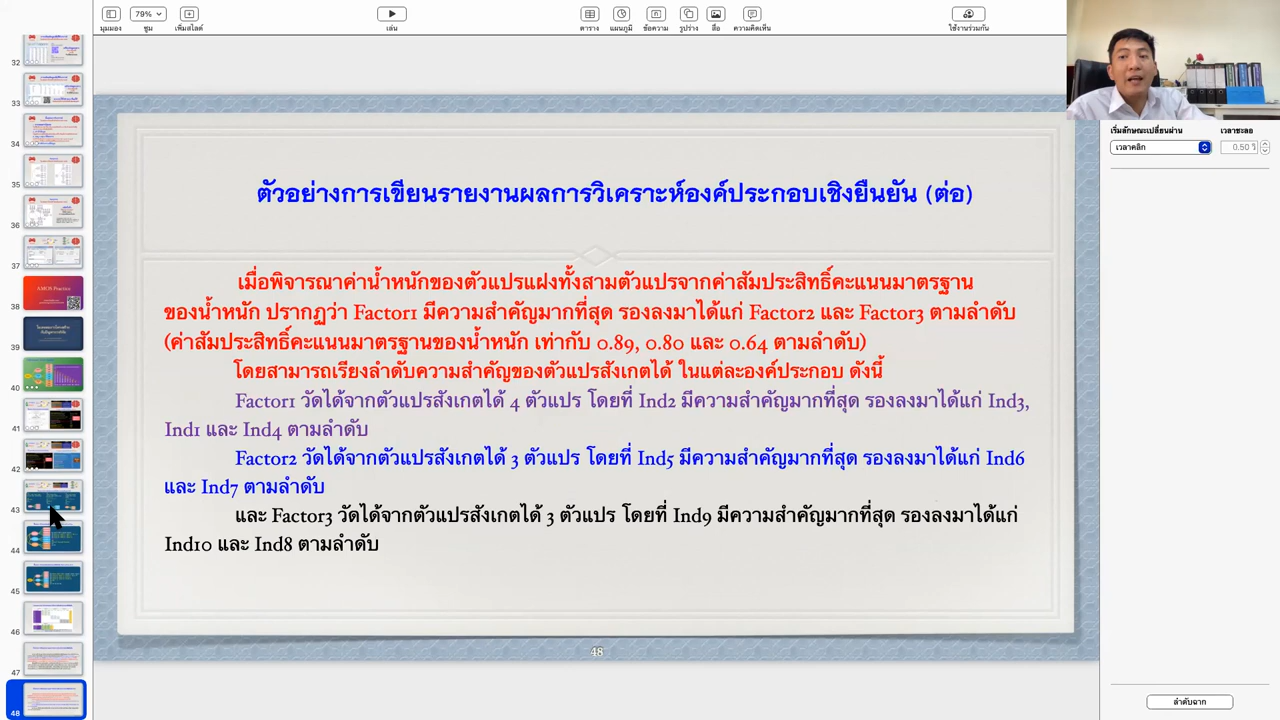 มุมมอง
79%
ซูม
เพิ่มสไลด์
เล่น
ตาราง
แผนภูมิ
ข้อความ
รูปร่าง
สื่อ
ความคิดเห็น
ใช้งานร่วมกัน
เริ่มลักษณะเปลี่ยนผ่าน
เวลาคลิก
เวลาชะลอ
0.50 วิ
32
33
34
35
36
37
38
AMOS Practice
39
40
41
42
43
44
45
46
47
48
ตัวอย่างการเขียนรายงานผลการวิเคราะห์องค์ประกอบเชิงยืนยัน (ต่อ)
เมื่อพิจารณาค่าน้ำหนักของตัวแปรแฝงทั้งสามตัวแปรจากค่าสัมประสิทธิ์คะแนนมาตรฐาน
ของน้ำหนัก ปรากฏว่า Factor1 มีความสำคัญมากที่สุด รองลงมาได้แก่ Factor2 และ Factor3 ตามลำดับ
(ค่าสัมประสิทธิ์คะแนนมาตรฐานของน้ำหนัก เท่ากับ 0.89, 0.80 และ 0.64 ตามลำดับ)
โดยสามารถเรียงลำดับความสำคัญของตัวแปรสังเกตได้ ในแต่ละองค์ประกอบ ดังนี้
Factor1 วัดได้จากตัวแปรสังเกตได้ 4 ตัวแปร โดยที่ Ind2 มีความสำคัญมากที่สุด รองลงมาได้แก่ Ind3,
Ind1 และ Ind4 ตามลำดับ
Factor2 วัดได้จากตัวแปรสังเกตได้ 3 ตัวแปร โดยที่ Ind5 มีความสำคัญมากที่สุด รองลงมาได้แก่ Ind6
และ Ind7 ตามลำดับ
และ Factor3 วัดได้จากตัวแปรสังเกตได้ 3 ตัวแปร โดยที่ Ind9 มีความสำคัญมากที่สุด รองลงมาได้แก่
Ind10 และ Ind8 ตามลำดับ
48
ลำดับฉาก